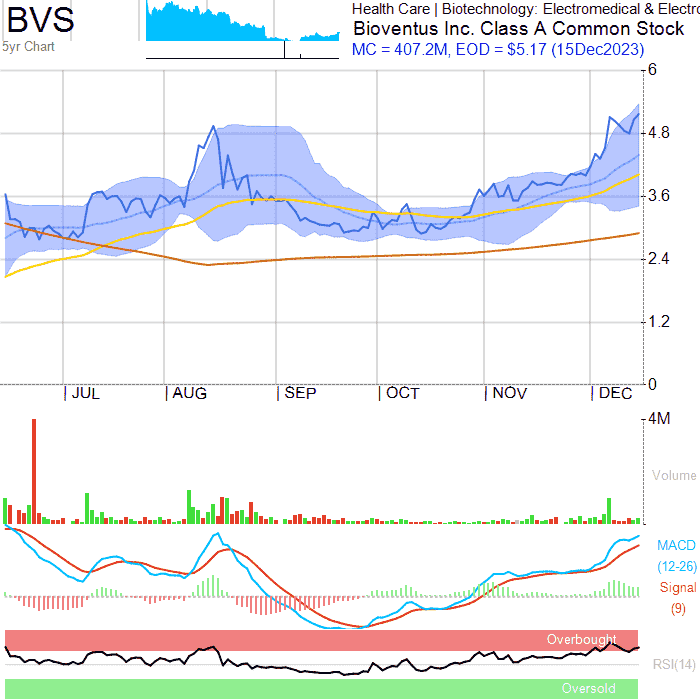 BVS
5yr Chart
Health Care | Biotechnology: Electromedical & Electro
Bioventus Inc. Class A Common Stock
MC = 407.2M, EOD = $5.17 (15Dec2023)
6
4.8
3.6
2.4
1.2
0
JUL AUG SEP OCT NOV DEC
4M
Volume
MACD
(12-26)
Signal
(9)
Overbought
RSI(14)
Oversold